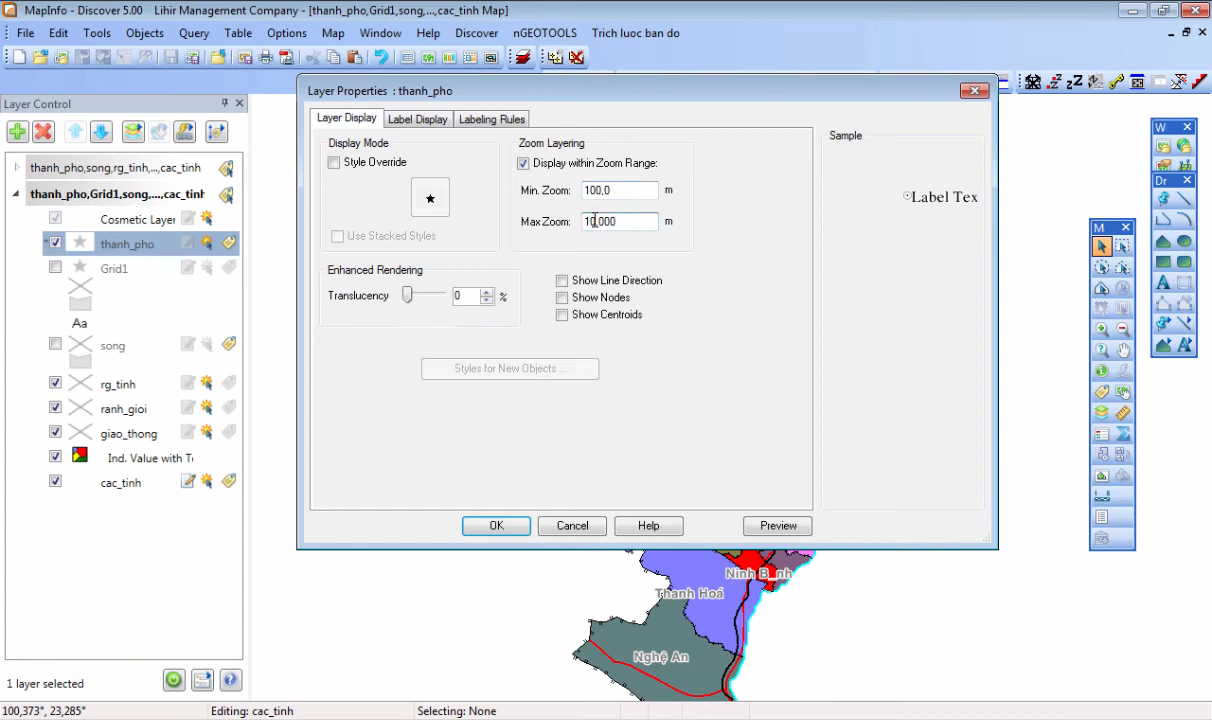 MapInfo - Discover 5.00    Lihir Management Company - [thanh_pho,Grid1,song,...,cac_tinh Map]
File Edit Tools Objects Query Table Options Map Window Help Discover nGEOTOOLS Trich luoc ban do
Layer Control
thanh_pho,song,rg_tinh,...,cac_tinh
thanh_pho,Grid1,song,...,cac_tinh
Cosmetic Layer
thanh_pho
Grid1
Aa
song
rg_tinh
ranh_gioi
giao_thong
Ind. Value with
cac_tinh
1 layer selected
Layer Properties : thanh_pho
Layer Display Label Display Labeling Rules
Display Mode
Style Override
Use Stacked Styles
Zoom Layering
Display within Zoom Range:
Min. Zoom: 100,0 m
Max Zoom: 10,000 m
Enhanced Rendering
Translucency 0 %
Show Line Direction
Show Nodes
Show Centroids
Styles for New Objects ...
Sample
Label Tex
OK Cancel Help Preview
W
Dr
M
Ninh B_nh
Thanh Hoá
Nghệ An
100,373°, 23,285° Editing: cac_tinh Selecting: None